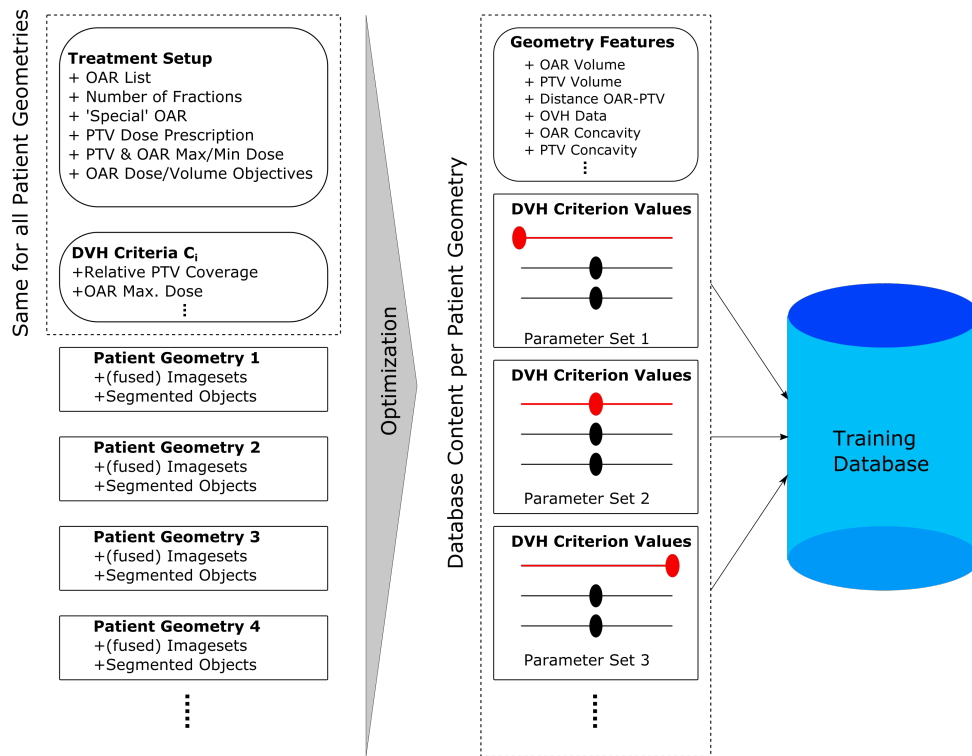 Same for all Patient Geometries
Treatment Setup
+ OAR List
+ Number of Fractions
+ 'Special' OAR
+ PTV Dose Prescription
+ PTV & OAR Max/Min Dose
+ OAR Dose/Volume Objectives
DVH Criteria Ci
+Relative PTV Coverage
+OAR Max. Dose
Patient Geometry 1
+(fused) Imagesets
+Segmented Objects
Patient Geometry 2
+(fused) Imagesets
+Segmented Objects
Patient Geometry 3
+(fused) Imagesets
+Segmented Objects
Patient Geometry 4
+(fused) Imagesets
+Segmented Objects
Optimization
Database Content per Patient Geometry
Geometry Features
+ OAR Volume
+ PTV Volume
+ Distance OAR-PTV
+ OVH Data
+ OAR Concavity
+ PTV Concavity
DVH Criterion Values
Parameter Set 1
DVH Criterion Values
Parameter Set 2
DVH Criterion Values
Parameter Set 3
Training
Database